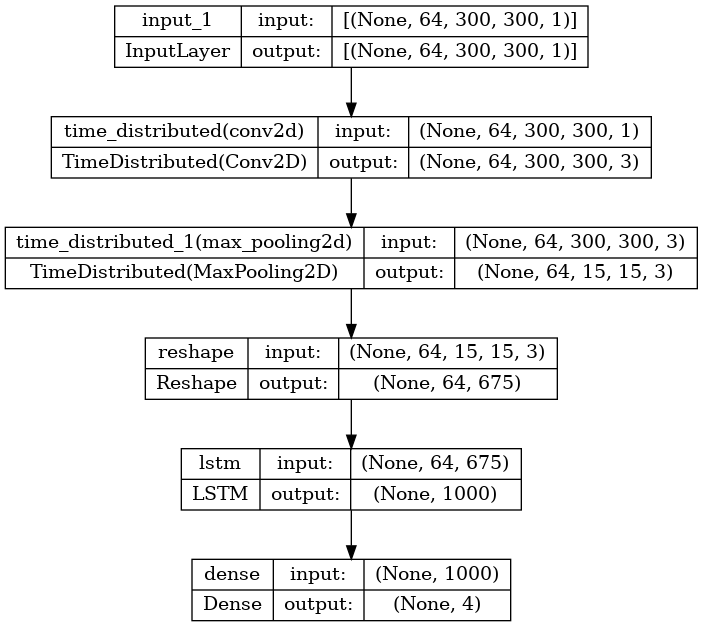 input_1 input: [(None, 64, 300, 300, 1)]
InputLayer output: [(None, 64, 300, 300, 1)]
time_distributed(conv2d) input: (None, 64, 300, 300, 1)
TimeDistributed(Conv2D) output: (None, 64, 300, 300, 3)
time_distributed_1(max_pooling2d) input: (None, 64, 300, 300, 3)
TimeDistributed(MaxPooling2D) output: (None, 64, 15, 15, 3)
reshape input: (None, 64, 15, 15, 3)
Reshape output: (None, 64, 675)
lstm input: (None, 64, 675)
LSTM output: (None, 1000)
dense input: (None, 1000)
Dense output: (None, 4)